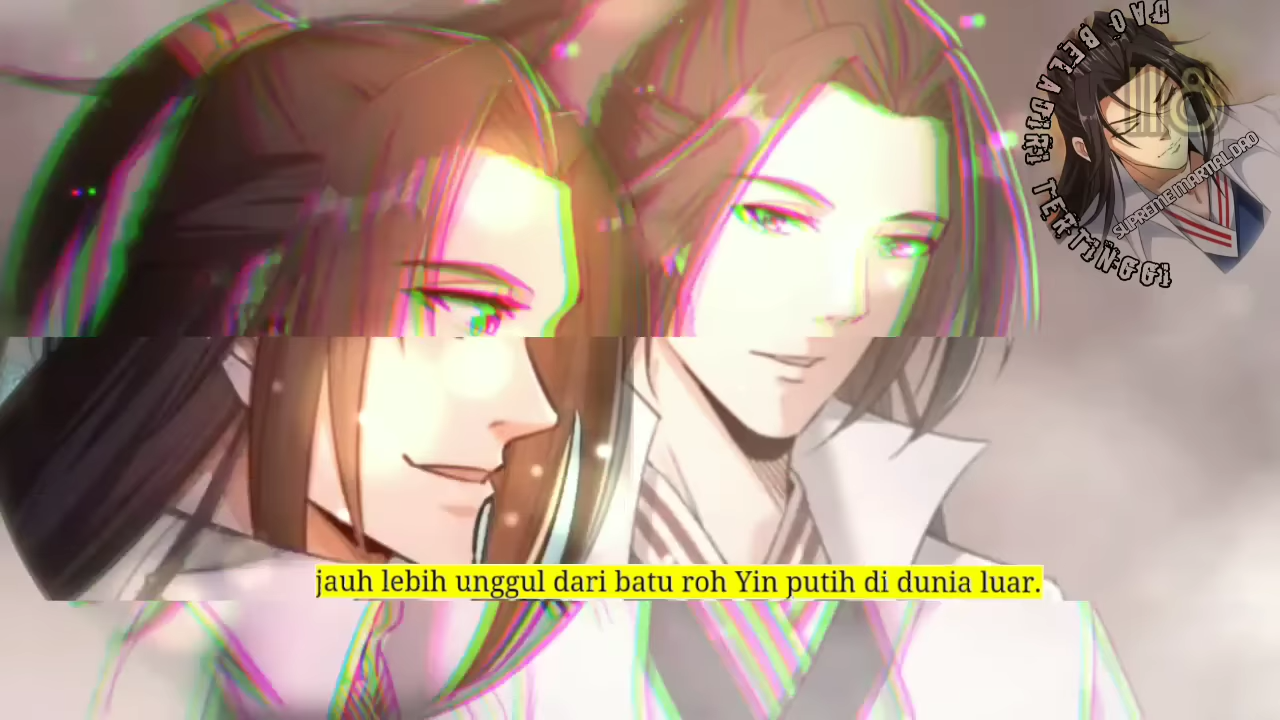 DAO BELADIRI TERTINGGI
SUPREME MARTIAL DAO
jauh lebih unggul dari batu roh Yin putih di dunia luar.